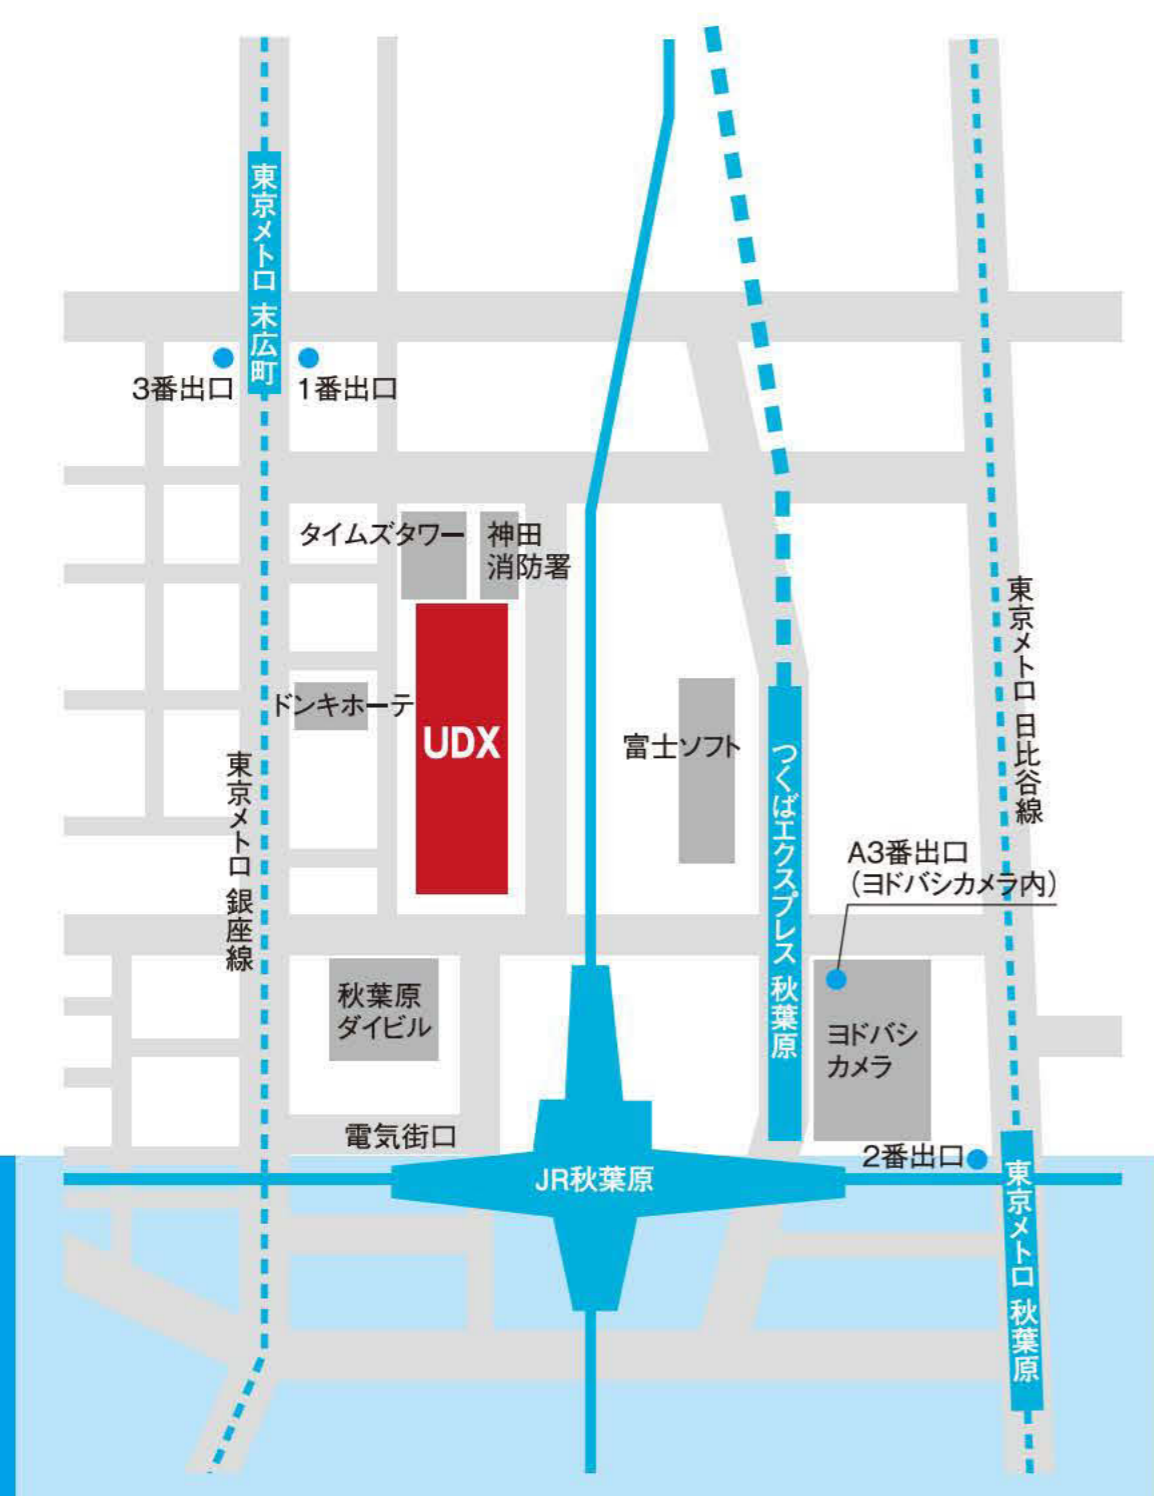 東京メトロ 末広町
3番出口
1番出口
タイムズタワー
神田
消防署
東京メトロ 日比谷線
ドンキホーテ
UDX
富士ソフト
つくばエクスプレス 秋葉原
東京メトロ 銀座線
A3番出口
（ヨドバシカメラ内）
秋葉原
ダイビル
ヨドバシ
カメラ
電気街口
2番出口
JR秋葉原
東京メトロ 秋葉原